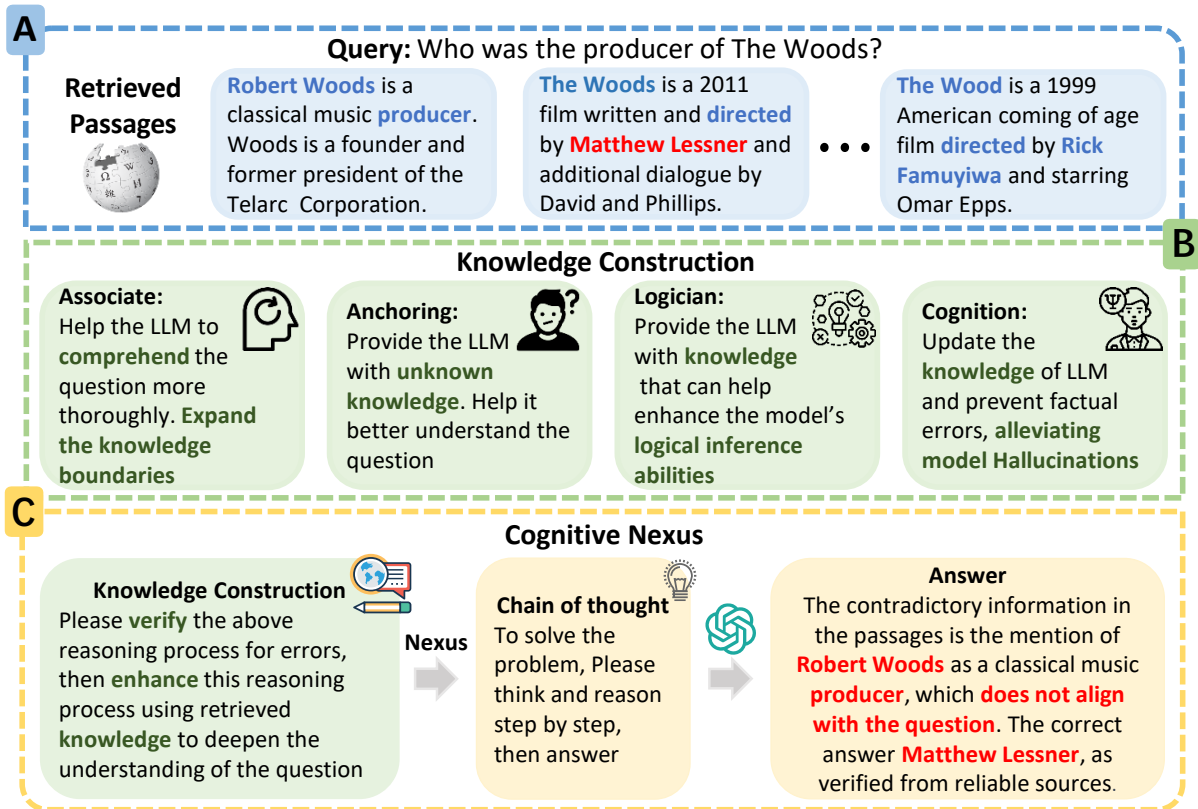 A
Query: Who was the producer of The Woods?
Retrieved
Passages
Robert Woods is a
classical music producer.
Woods is a founder and
former president of the
Telarc Corporation.
The Woods is a 2011
film written and directed
by Matthew Lessner and
additional dialogue by
David and Phillips.
• • •
The Wood is a 1999
American coming of age
film directed by Rick
Famuyiwa and starring
Omar Epps.
B
Knowledge Construction
Associate:
Help the LLM to
comprehend the
question more
thoroughly. Expand
the knowledge
boundaries
Anchoring:
Provide the LLM
with unknown
knowledge. Help it
better understand the
question
Logician:
Provide the LLM
with knowledge
that can help
enhance the model’s
logical inference
abilities
Cognition:
Update the
knowledge of LLM
and prevent factual
errors, alleviating
model Hallucinations
C
Cognitive Nexus
Knowledge Construction
Please verify the above
reasoning process for errors,
then enhance this reasoning
process using retrieved
knowledge to deepen the
understanding of the question
Nexus
Chain of thought
To solve the
problem, Please
think and reason
step by step,
then answer
Answer
The contradictory information in
the passages is the mention of
Robert Woods as a classical music
producer, which does not align
with the question. The correct
answer Matthew Lessner, as
verified from reliable sources.